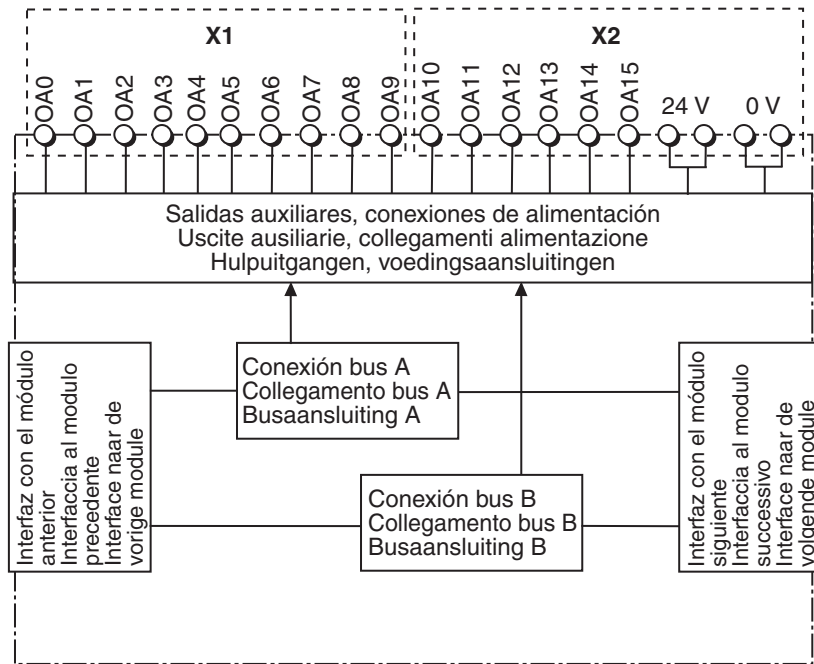 X1
X2
OA0
OA1
OA2
OA3
OA4
OA5
OA6
OA7
OA8
OA9
OA10
OA11
OA12
OA13
OA14
OA15
24 V
0 V
Salidas auxiliares, conexiones de alimentación
Uscite ausiliarie, collegamenti alimentazione
Hulpuitgangen, voedingsaansluitingen
Interfaz con el módulo
anterior
Interfaccia al modulo
precedente
Interface naar de
vorige module
Conexión bus A
Collegamento bus A
Busaansluiting A
Conexión bus B
Collegamento bus B
Busaansluiting B
Interfaz con el módulo
siguiente
Interfaccia al modulo
successivo
Interface naar de
volgende module